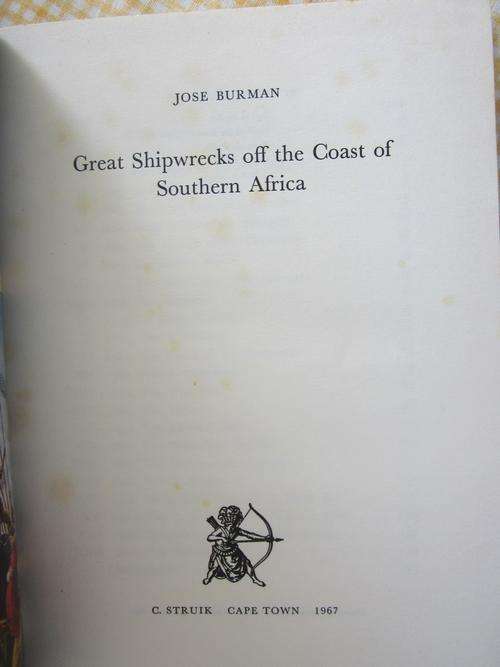 JOSE BURMAN
Great Shipwrecks off the Coast of
Southern Africa
C. STRUIK CAPE TOWN 1967